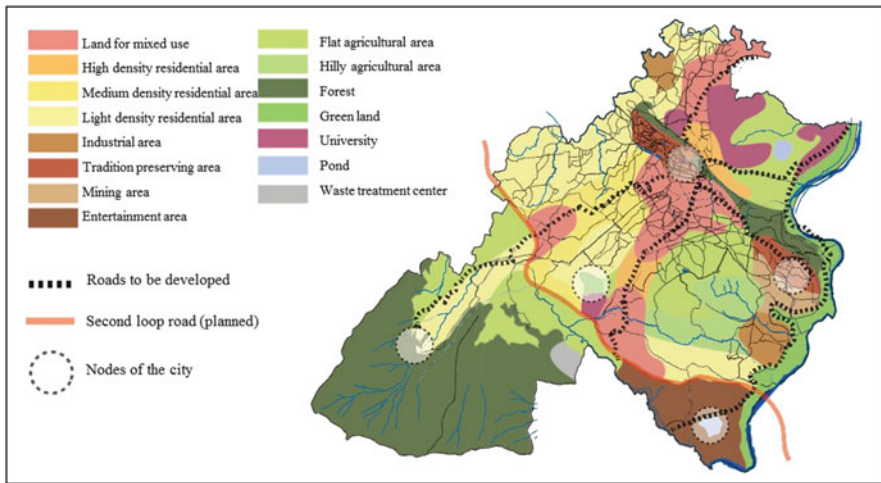 Land for mixed use
High density residential area
Medium density residential area
Light density residential area
Industrial area
Tradition preserving area
Mining area
Entertainment area
Flat agricultural area
Hilly agricultural area
Forest
Green land
University
Pond
Waste treatment center
Roads to be developed
Second loop road (planned)
Nodes of the city